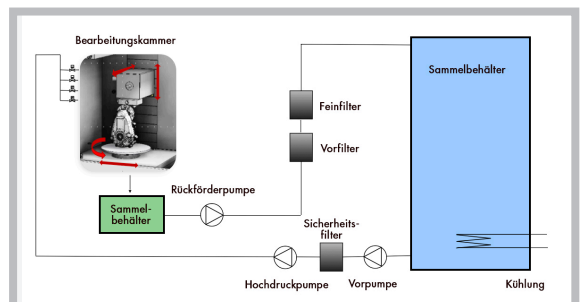 Bearbeitungskammer
Sammelbehälter
Feinfilter
Vorfilter
Rückförderpumpe
Sammel-
behälter
Sicherheits-
filter
Hochdruckpumpe
Vorpumpe
Kühlung